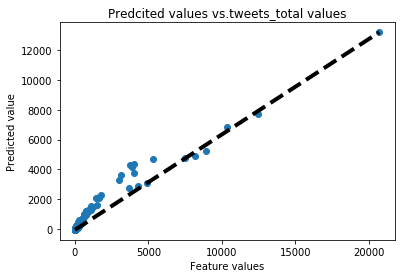 Predcited values vs.tweets_total values
12000
10000
8000
6000
4000
2000
0
Predicted value
0 5000 10000 15000 20000
Feature values